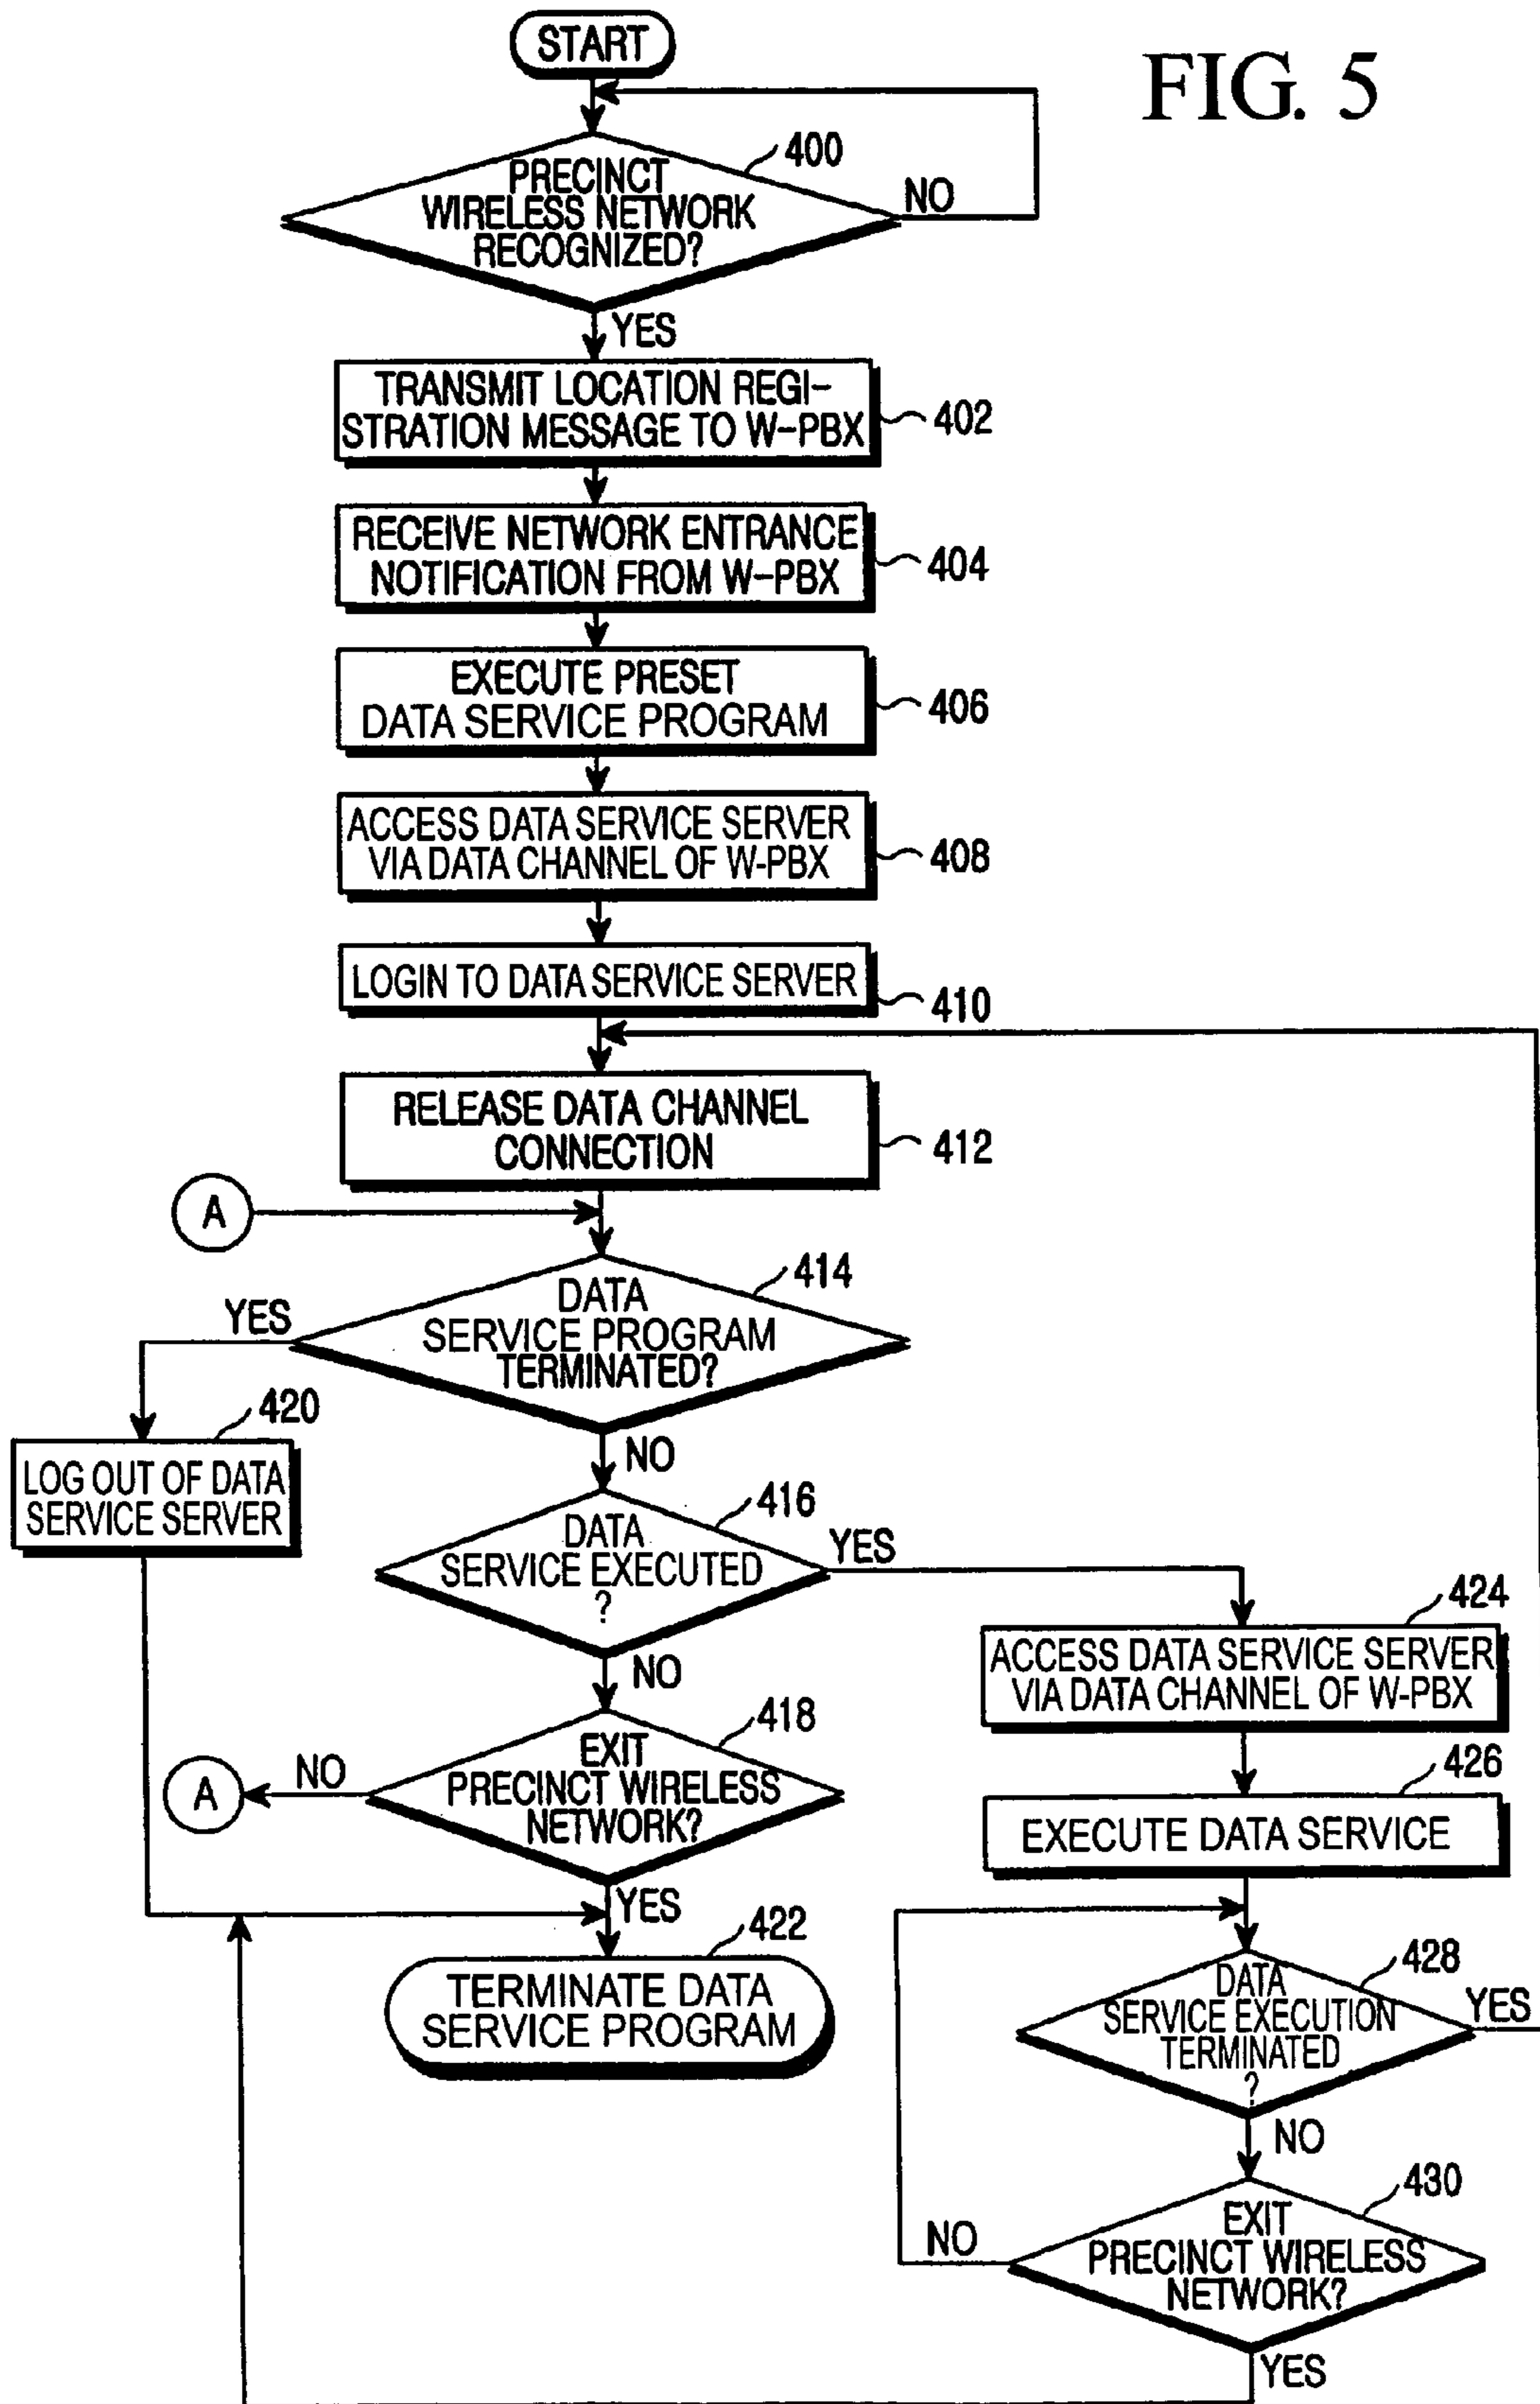 START
FIG. 5
400
PRECINCT
WIRELESS NETWORK
RECOGNIZED?
NO
YES
TRANSMIT LOCATION REGI-
STRATION MESSAGE TO W-PBX
402
RECEIVE NETWORK ENTRANCE
NOTIFICATION FROM W-PBX
404
EXECUTE PRESET
DATA SERVICE PROGRAM
406
ACCESS DATA SERVICE SERVER
VIA DATA CHANNEL OF W-PBX
408
LOGIN TO DATA SERVICE SERVER
410
RELEASE DATA CHANNEL
CONNECTION
412
A
414
DATA
SERVICE PROGRAM
TERMINATED?
YES
NO
420
LOG OUT OF DATA
SERVICE SERVER
416
DATA
SERVICE EXECUTED
?
YES
NO
418
EXIT
PRECINCT WIRELESS
NETWORK?
NO
A
YES
422
TERMINATE DATA
SERVICE PROGRAM
424
ACCESS DATA SERVICE SERVER
VIA DATA CHANNEL OF W-PBX
426
EXECUTE DATA SERVICE
428
DATA
SERVICE EXECUTION
TERMINATED
?
YES
NO
430
EXIT
PRECINCT WIRELESS
NETWORK?
NO
YES